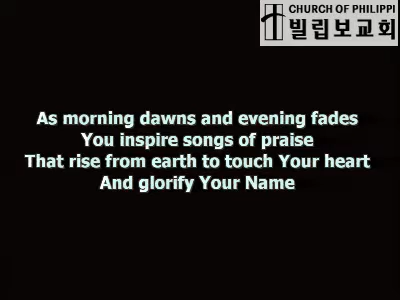 CHURCH OF PHILIPPI
빌립보교회
As morning dawns and evening fades
You inspire songs of praise
That rise from earth to touch Your heart
And glorify Your Name